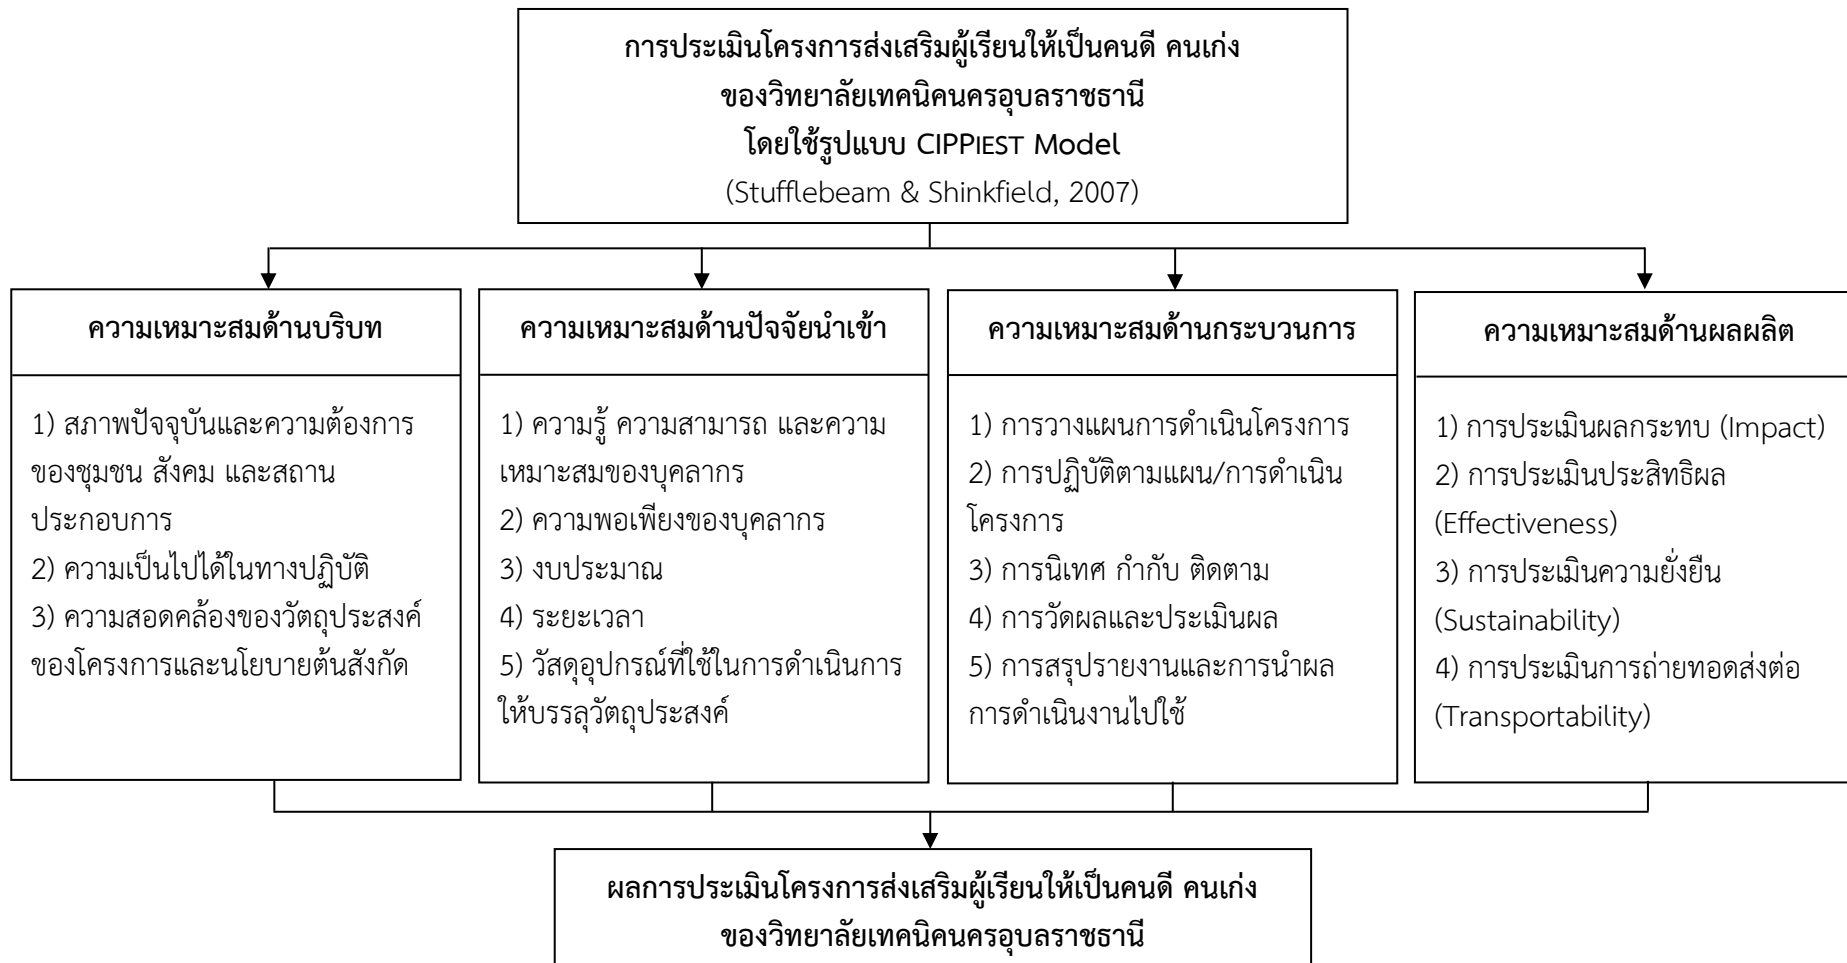 การประเมินโครงการส่งเสริมผู้เรียนให้เป็นคนดี คนเก่ง
ของวิทยาลัยเทคนิคนครอุบลราชธานี
โดยใช้รูปแบบ CIPPIEST Model
(Stufflebeam & Shinkfield, 2007)
ความเหมาะสมด้านบริบท
1) สภาพปัจจุบันและความต้องการ
ของชุมชน สังคม และสถาน
ประกอบการ
2) ความเป็นไปได้ในทางปฏิบัติ
3) ความสอดคล้องของวัตถุประสงค์
ของโครงการและนโยบายต้นสังกัด
ความเหมาะสมด้านปัจจัยนำเข้า
1) ความรู้ ความสามารถ และความ
เหมาะสมของบุคลากร
2) ความพอเพียงของบุคลากร
3) งบประมาณ
4) ระยะเวลา
5) วัสดุอุปกรณ์ที่ใช้ในการดำเนินการ
ให้บรรลุวัตถุประสงค์
ความเหมาะสมด้านกระบวนการ
1) การวางแผนการดำเนินโครงการ
2) การปฏิบัติตามแผน/การดำเนิน
โครงการ
3) การนิเทศ กำกับ ติดตาม
4) การวัดผลและประเมินผล
5) การสรุปรายงานและการนำผล
การดำเนินงานไปใช้
ความเหมาะสมด้านผลผลิต
1) การประเมินผลกระทบ (Impact)
2) การประเมินประสิทธิผล
(Effectiveness)
3) การประเมินความยั่งยืน
(Sustainability)
4) การประเมินการถ่ายทอดส่งต่อ
(Transportability)
ผลการประเมินโครงการส่งเสริมผู้เรียนให้เป็นคนดี คนเก่ง
ของวิทยาลัยเทคนิคนครอุบลราชธานี